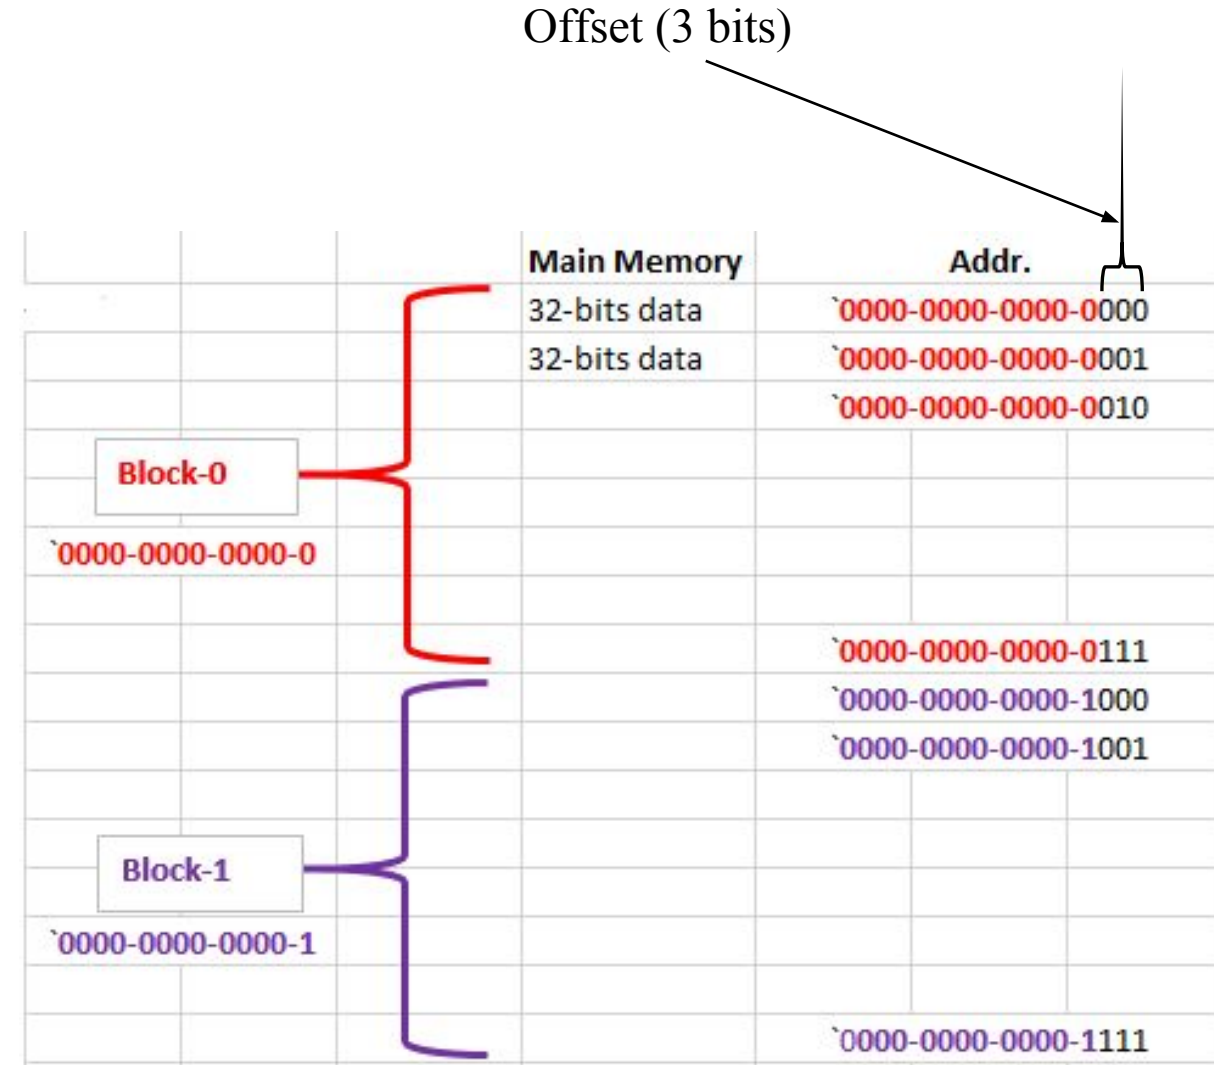 Offset (3 bits)
Main Memory Addr.
32-bits data `0000-0000-0000-0000
32-bits data `0000-0000-0000-0001
`0000-0000-0000-0010
Block-0
`0000-0000-0000-0
`0000-0000-0000-0111
`0000-0000-0000-1000
`0000-0000-0000-1001
Block-1
`0000-0000-0000-1
`0000-0000-0000-1111